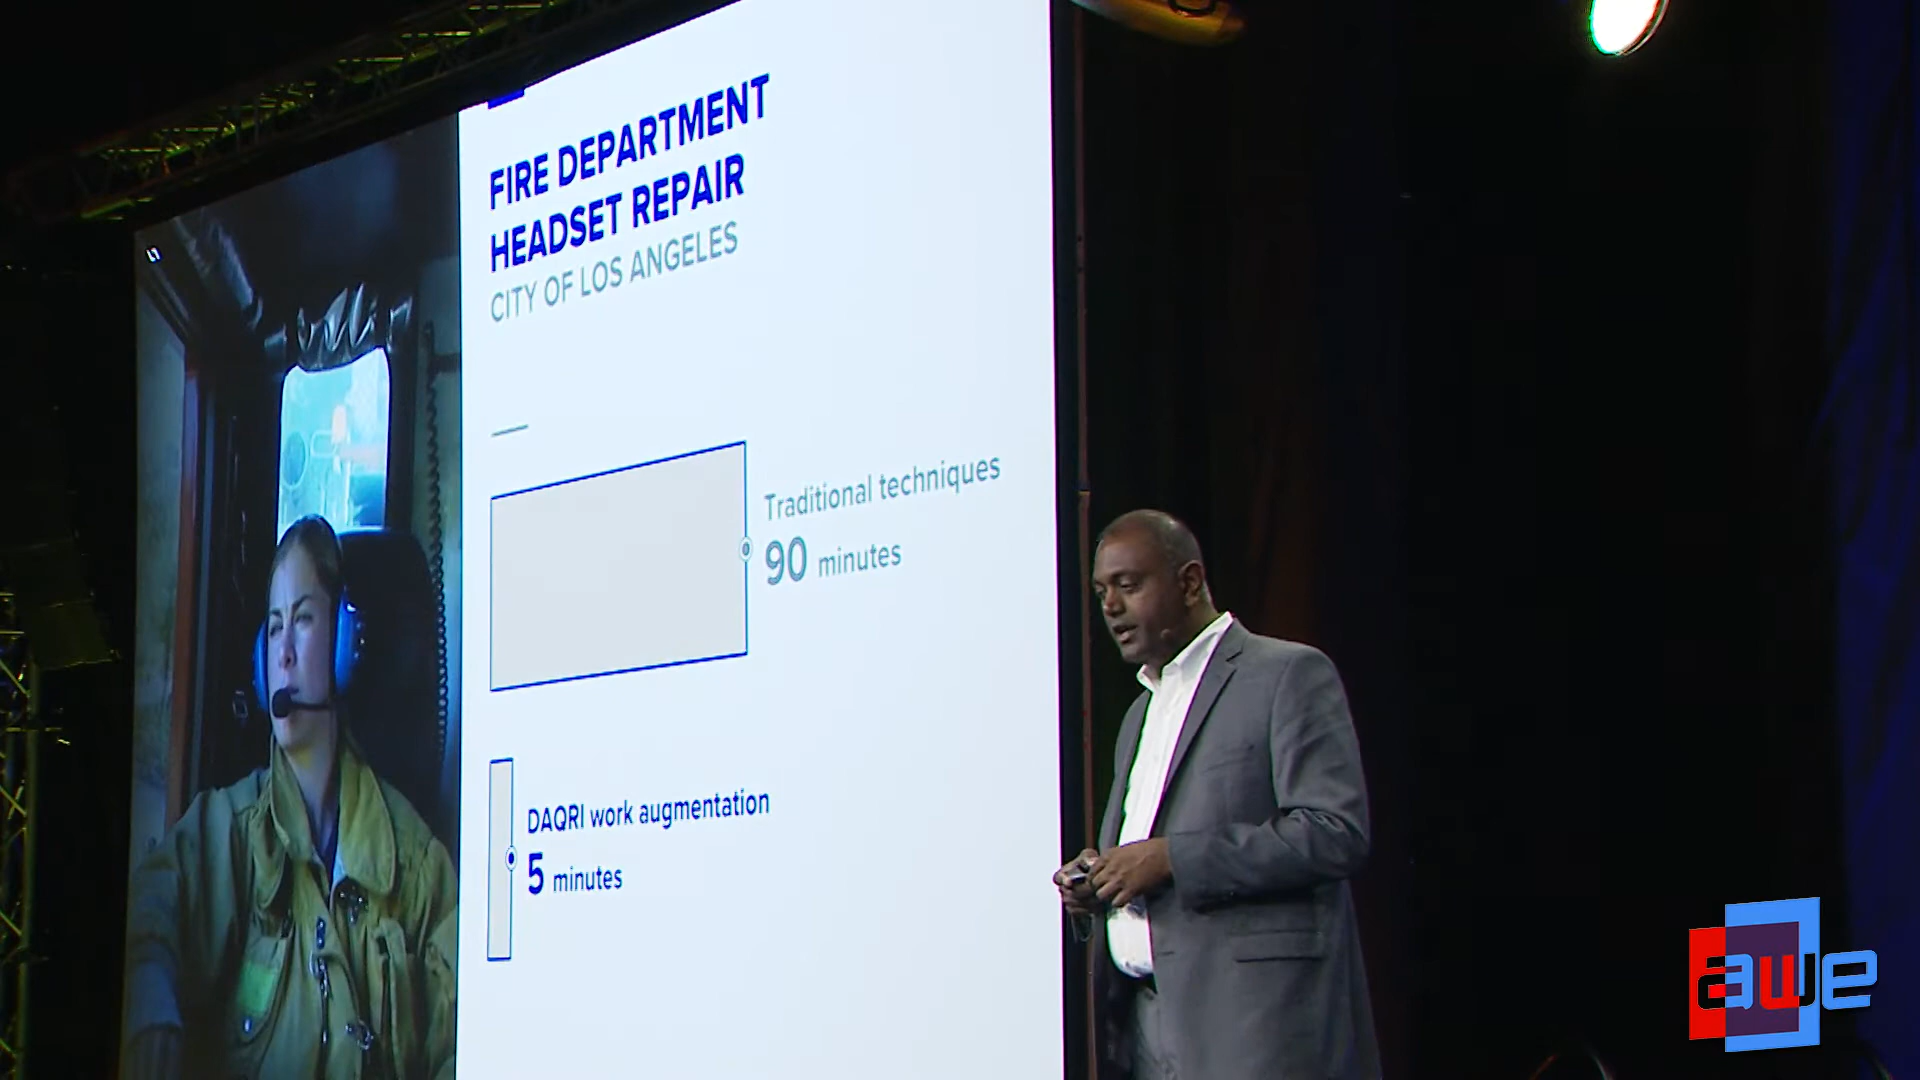 FIRE DEPARTMENT
HEADSET REPAIR
CITY OF LOS ANGELES
Traditional techniques
90 minutes
DAQRI work augmentation
5 minutes
awe